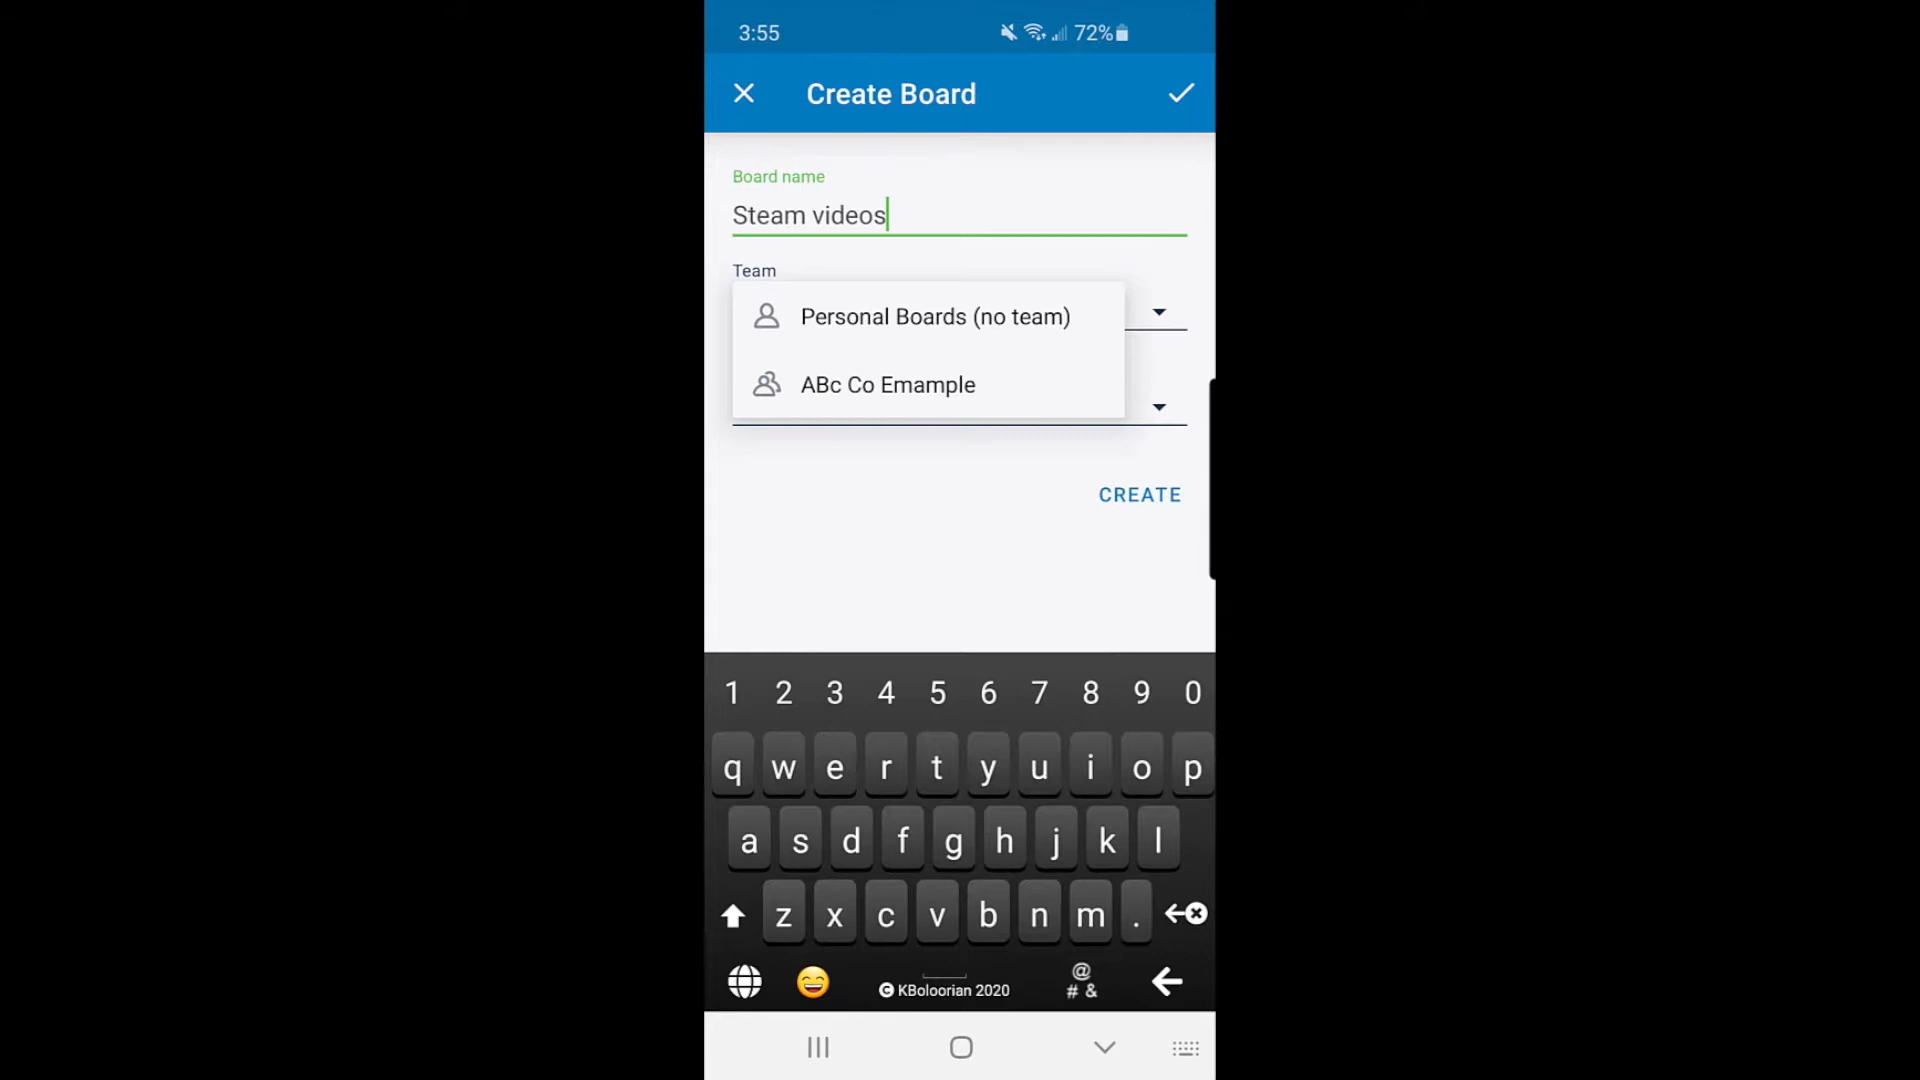 3:55 72%
Create Board
Board name
Steam videos
Team
Personal Boards (no team)
ABc Co Emample
CREATE
1 2 3 4 5 6 7 8 9 0
q w e r t y u i o p
a s d f g h j k l
z x c v b n m .
© KBoloorian 2020 @ # &